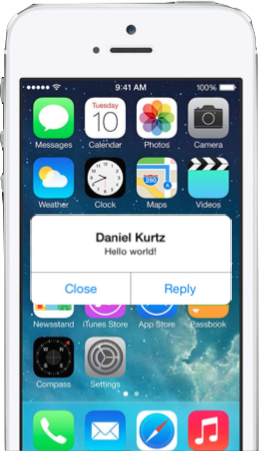 9:41 AM 100%
Tuesday
10
Messages Calendar Photos Camera
280
Weather Clock Maps Videos
Daniel Kurtz
Hello world!
Close Reply
Newsstand iTunes Store App Store Passbook
Compass Settings